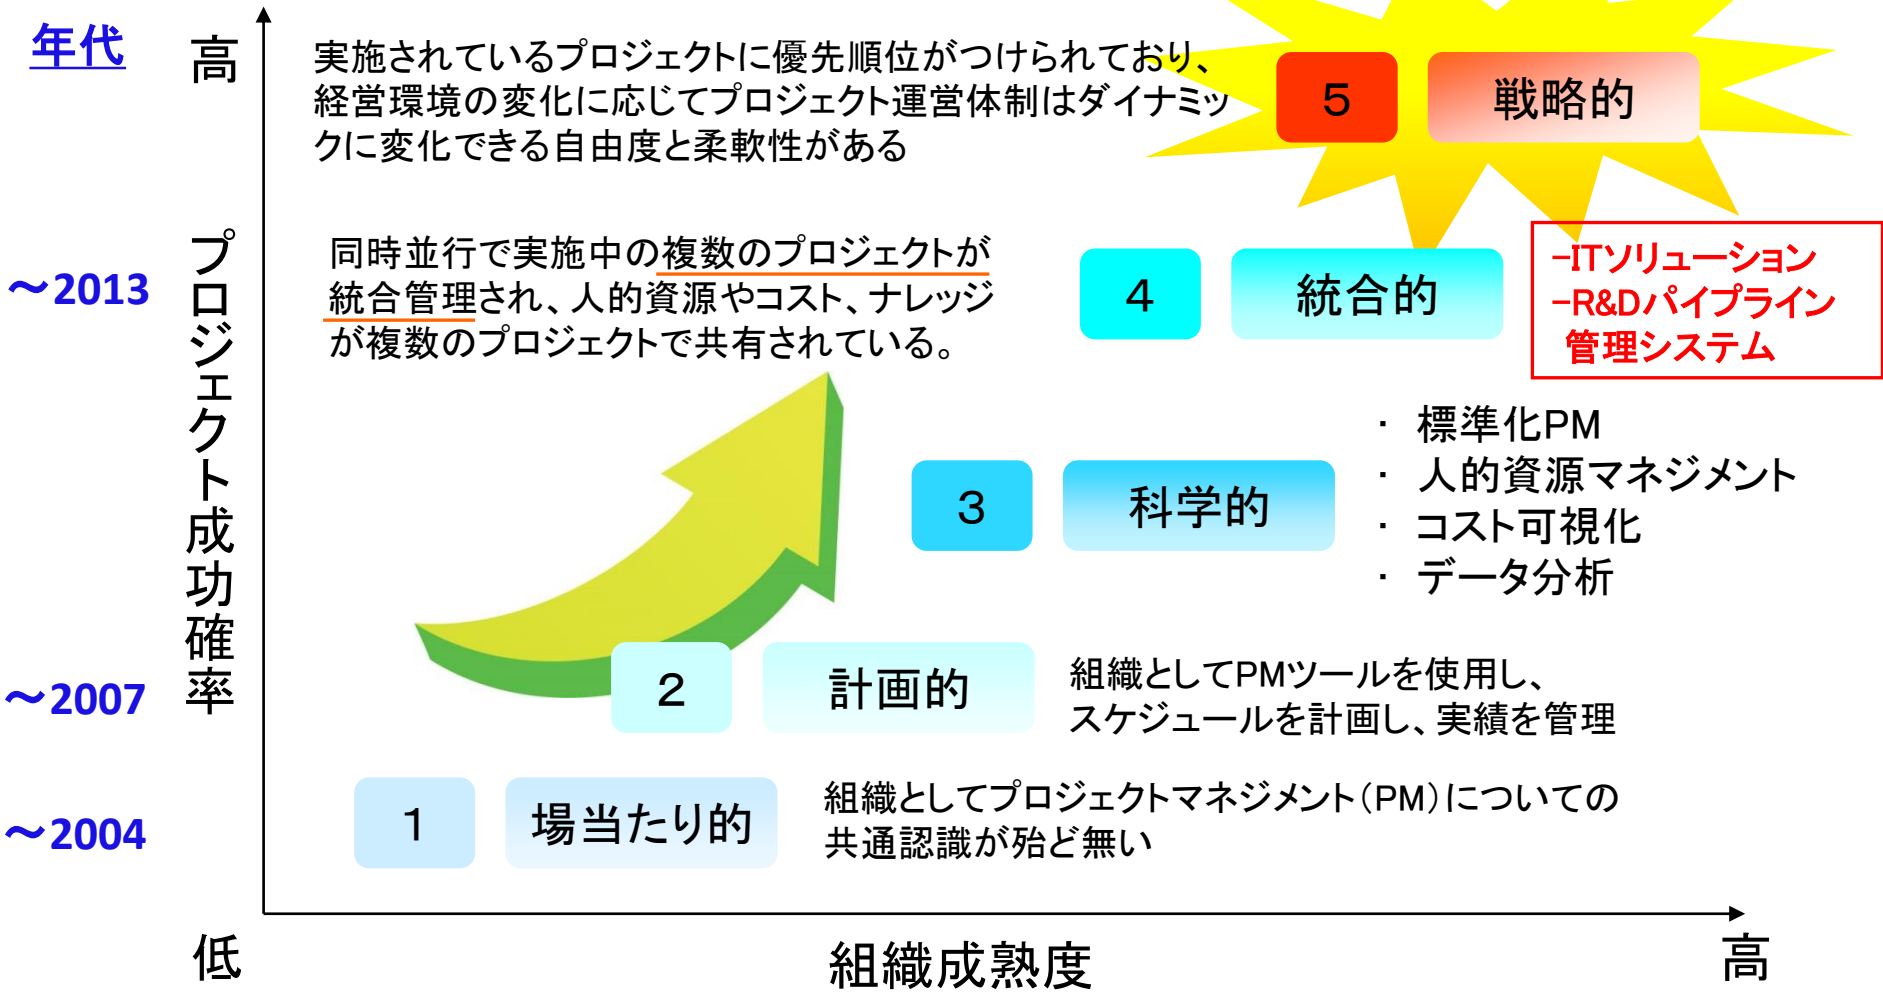 年代
高
実施されているプロジェクトに優先順位がつけられており、
経営環境の変化に応じてプロジェクト運営体制はダイナミッ
クに変化できる自由度と柔軟性がある
5
戦略的
~2013
プロジェクト成功確率
同時並行で実施中の複数のプロジェクトが
統合管理され、人的資源やコスト、ナレッジ
が複数のプロジェクトで共有されている。
4
統合的
-ITソリューション
-R&Dパイプライン
管理システム
3
科学的
・ 標準化PM
・ 人的資源マネジメント
・ コスト可視化
・ データ分析
~2007
2
計画的
組織としてPMツールを使用し、
スケジュールを計画し、実績を管理
~2004
1
場当たり的
組織としてプロジェクトマネジメント(PM)についての
共通認識が殆ど無い
低
組織成熟度
高